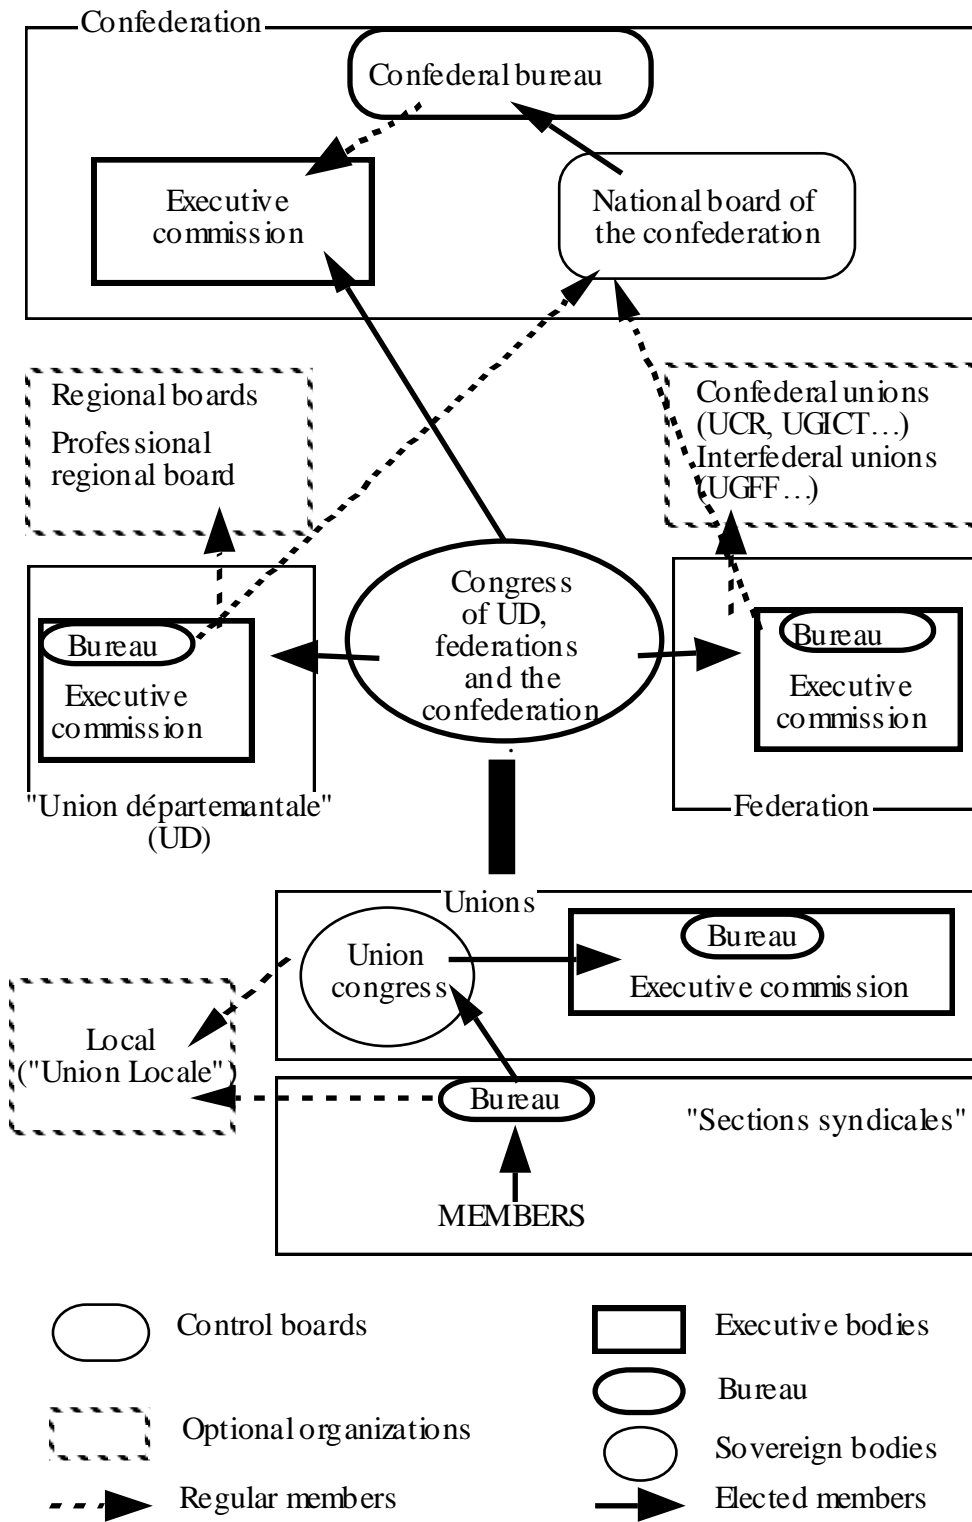 Confederation
Confederal bureau
Executive
commission
National board of
the confederation
Regional boards
Professional
regional board
Confederal unions
(UCR, UGICT...)
Interfederal unions
(UGFF...)
Congress
of UD,
federations
and the
confederation
Bureau
Executive
commission
"Union départemantale"
(UD)
Bureau
Executive
commission
Federation
Unions
Union
congress
Bureau
Executive commission
Local
("Union Locale")
Bureau
"Sections syndicales"
MEMBERS
Control boards
Executive bodies
Bureau
Optional organizations
Sovereign bodies
Regular members
Elected members